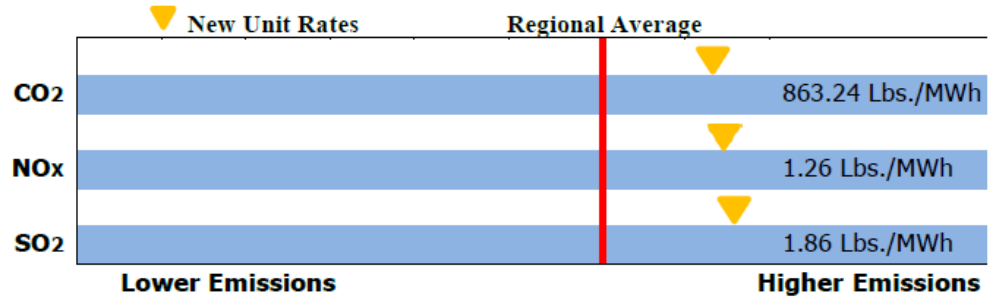 New Unit Rates Regional Average
CO2 863.24 Lbs./MWh
NOx 1.26 Lbs./MWh
SO2 1.86 Lbs./MWh
Lower Emissions Higher Emissions